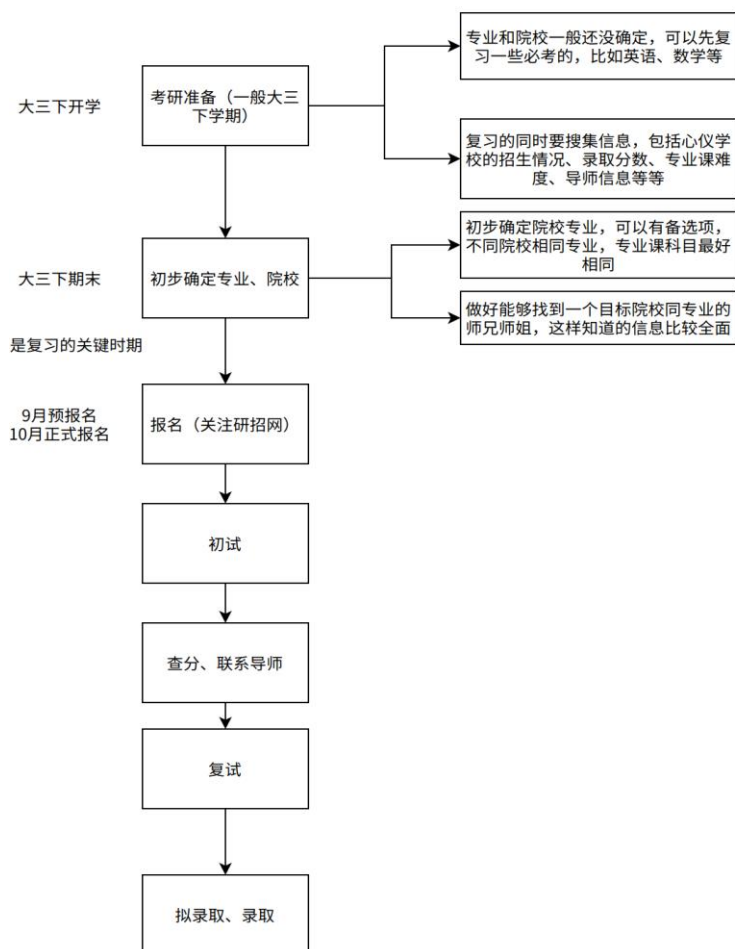 专业和院校一般还没确定，可以先复
习一些必考的，比如英语、数学等
大三下开学
考研准备（一般大三
下学期）
复习的同时要搜集信息，包括心仪学
校的招生情况、录取分数、专业课难
度、导师信息等等
初步确定院校专业，可以有备选项，
不同院校相同专业，专业课科目最好
相同
大三下期末
初步确定专业、院校
做好能够找到一个目标院校同专业的
师兄师姐，这样知道的信息比较全面
是复习的关键时期
9月预报名
10月正式报名
报名（关注研招网）
初试
查分、联系导师
复试
拟录取、录取